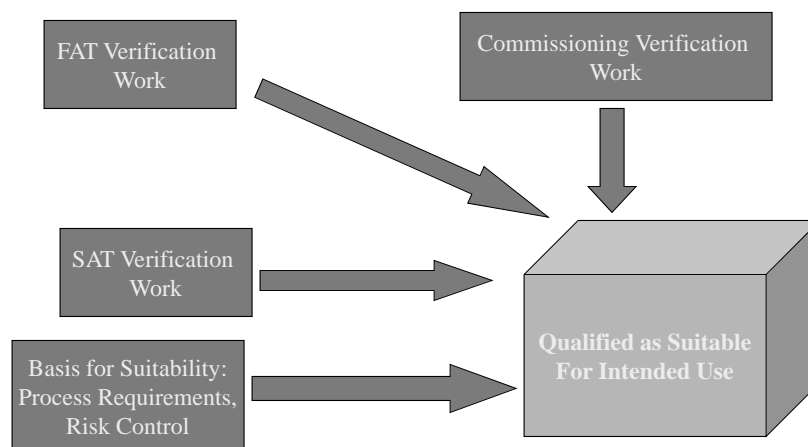 FAT Verification
Work
Commissioning Verification
Work
SAT Verification
Work
Qualified as Suitable
For Intended Use
Basis for Suitability:
Process Requirements,
Risk Control